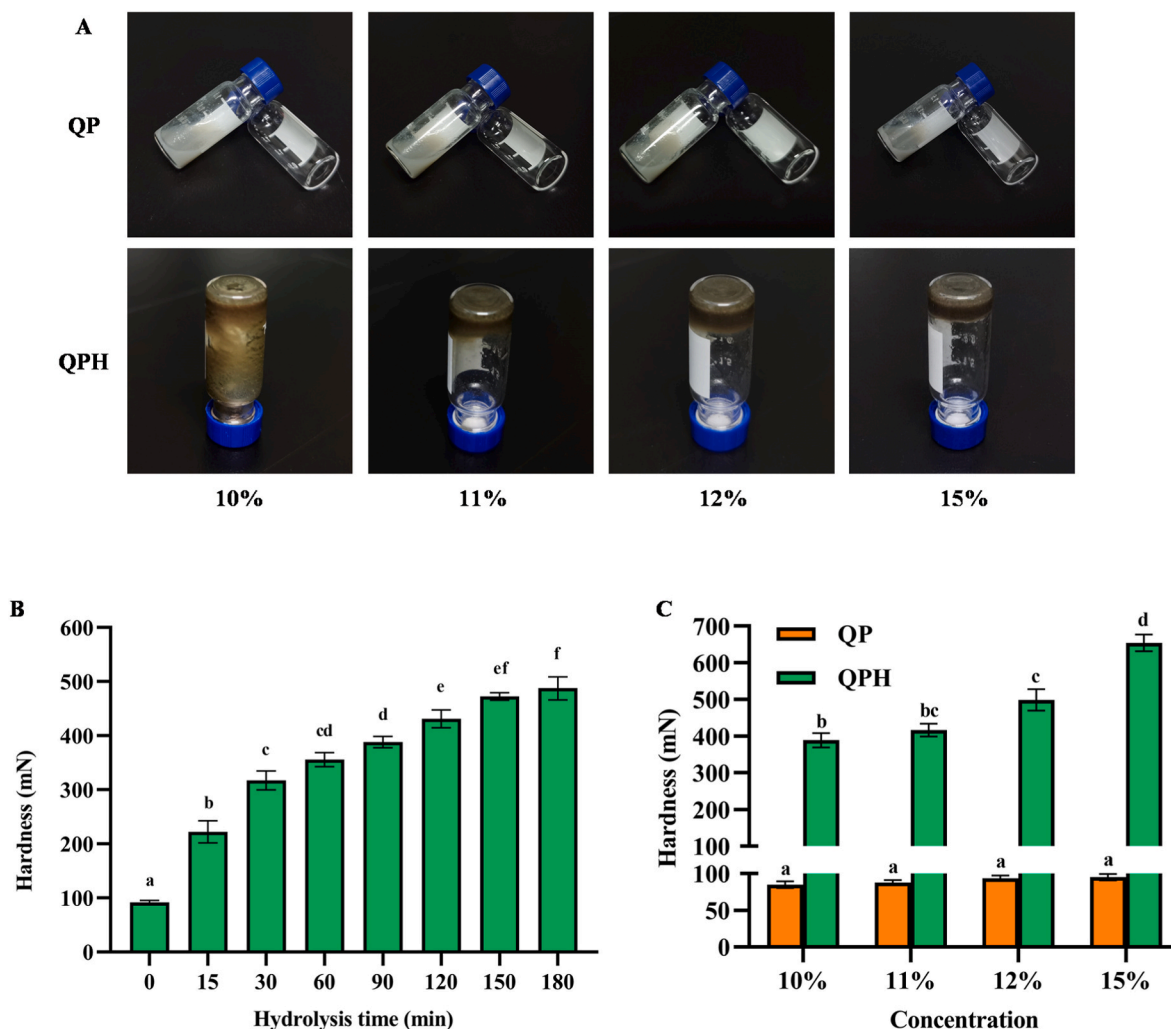 A
QP
QPH
10% 11% 12% 15%
B
600
500
400
300
200
100
0
Hardness (mN)
a b c cd d e ef f
0 15 30 60 90 120 150 180
Hydrolysis time (min)
C
QP
QPH
700
600
500
400
300
200
100
100
50
0
Hardness (mN)
b bc c d
a a a a
10% 11% 12% 15%
Concentration